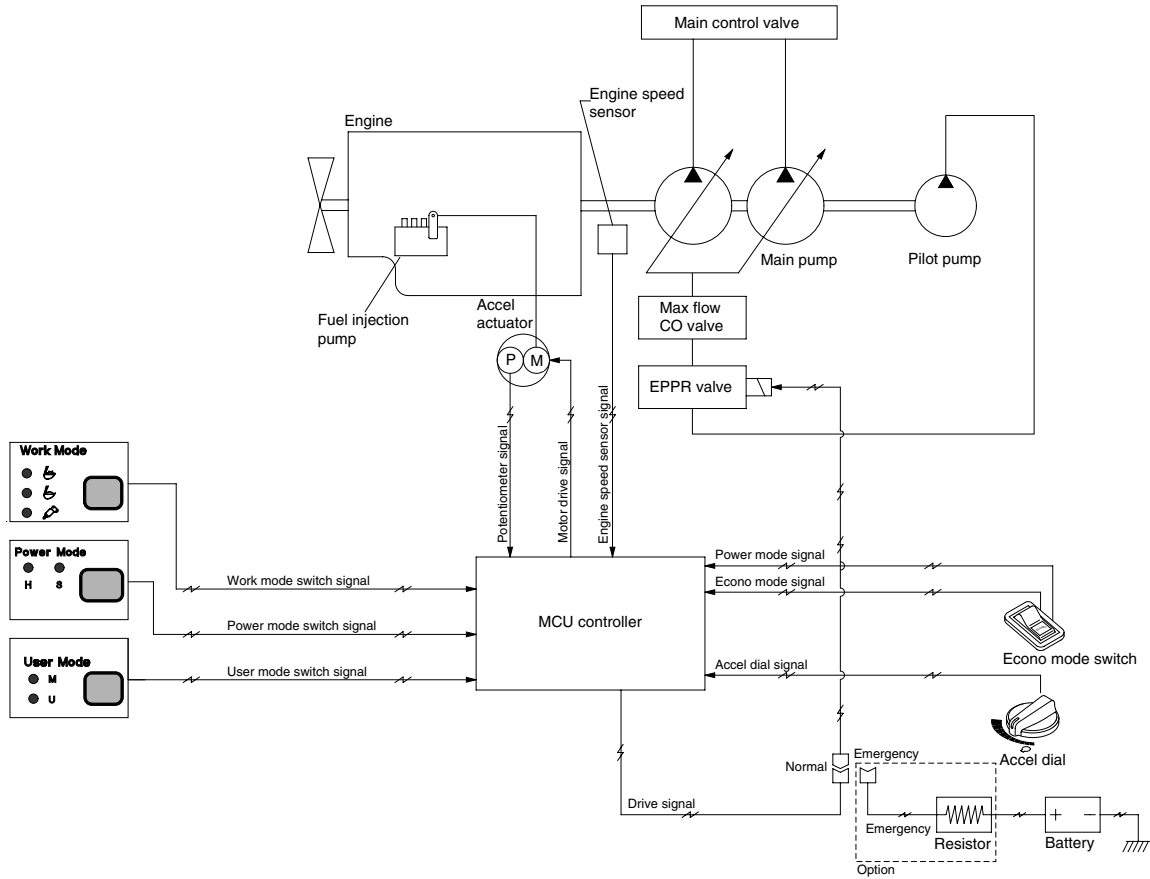 Main control valve
Engine speed
sensor
Engine
Main pump
Pilot pump
Fuel injection
pump
Accel
actuator
Max flow
CO valve
P
M
EPPR valve
Potentiometer signal
Motor drive signal
Engine speed sensor signal
Work Mode
Power Mode
H S
User Mode
M
U
Work mode switch signal
Power mode switch signal
User mode switch signal
MCU controller
Power mode signal
Econo mode signal
Econo mode switch
Accel dial signal
Accel dial
Normal
Emergency
Drive signal
Emergency
Resistor
+ -
Battery
Option